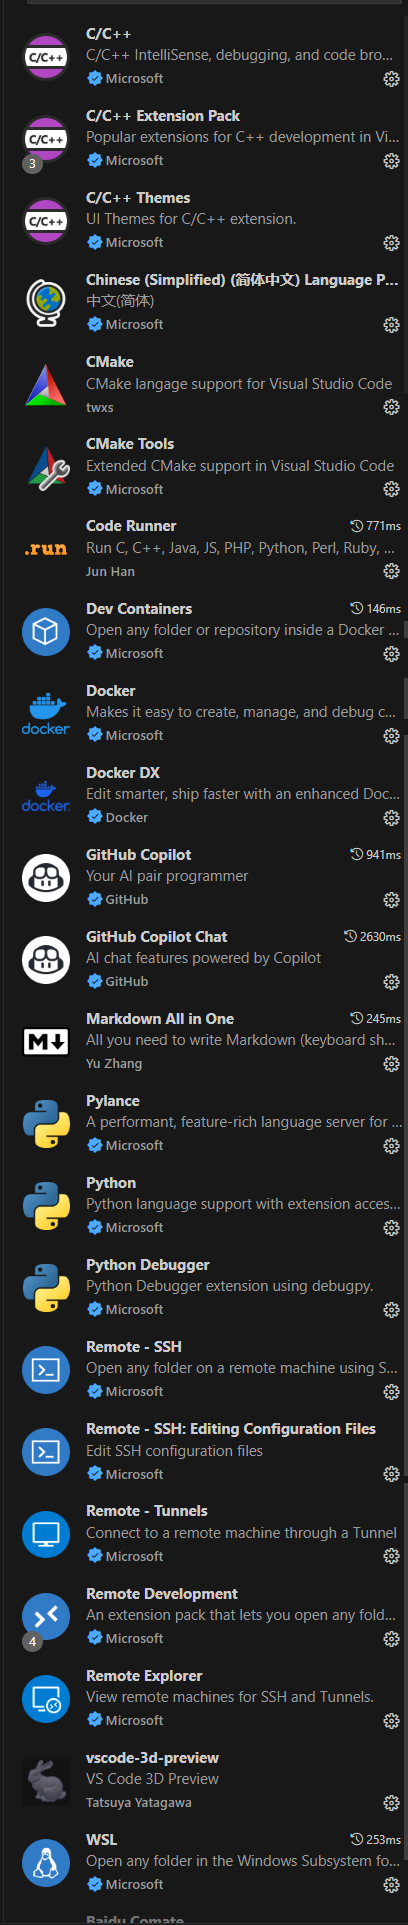 C/C++
C/C++ IntelliSense, debugging, and code bro...
Microsoft
C/C++ Extension Pack
Popular extensions for C++ development in Vi...
3
Microsoft
C/C++ Themes
UI Themes for C/C++ extension.
Microsoft
Chinese (Simplified) (简体中文) Language P...
中文(简体)
Microsoft
CMake
CMake langage support for Visual Studio Code
twxs
CMake Tools
Extended CMake support in Visual Studio Code
Microsoft
Code Runner 771ms
.run Run C, C++, Java, JS, PHP, Python, Perl, Ruby, ...
Jun Han
Dev Containers 146ms
Open any folder or repository inside a Docker ...
Microsoft
Docker
Makes it easy to create, manage, and debug c...
docker Microsoft
Docker DX
Edit smarter, ship faster with an enhanced Doc...
docker Docker
GitHub Copilot 941ms
Your AI pair programmer
GitHub
GitHub Copilot Chat 2630ms
AI chat features powered by Copilot
GitHub
Markdown All in One 245ms
M All you need to write Markdown (keyboard sh...
Yu Zhang
Pylance
A performant, feature-rich language server for ...
Microsoft
Python
Python language support with extension acces...
Microsoft
Python Debugger
Python Debugger extension using debugpy.
Microsoft
Remote - SSH
Open any folder on a remote machine using S...
Microsoft
Remote - SSH: Editing Configuration Files
Edit SSH configuration files
Microsoft
Remote - Tunnels
Connect to a remote machine through a Tunnel
Microsoft
Remote Development
An extension pack that lets you open any fold...
4
Microsoft
Remote Explorer
View remote machines for SSH and Tunnels.
Microsoft
vscode-3d-preview
VS Code 3D Preview
Tatsuya Yatagawa
WSL 253ms
Open any folder in the Windows Subsystem fo...
Microsoft
Baidu Comate